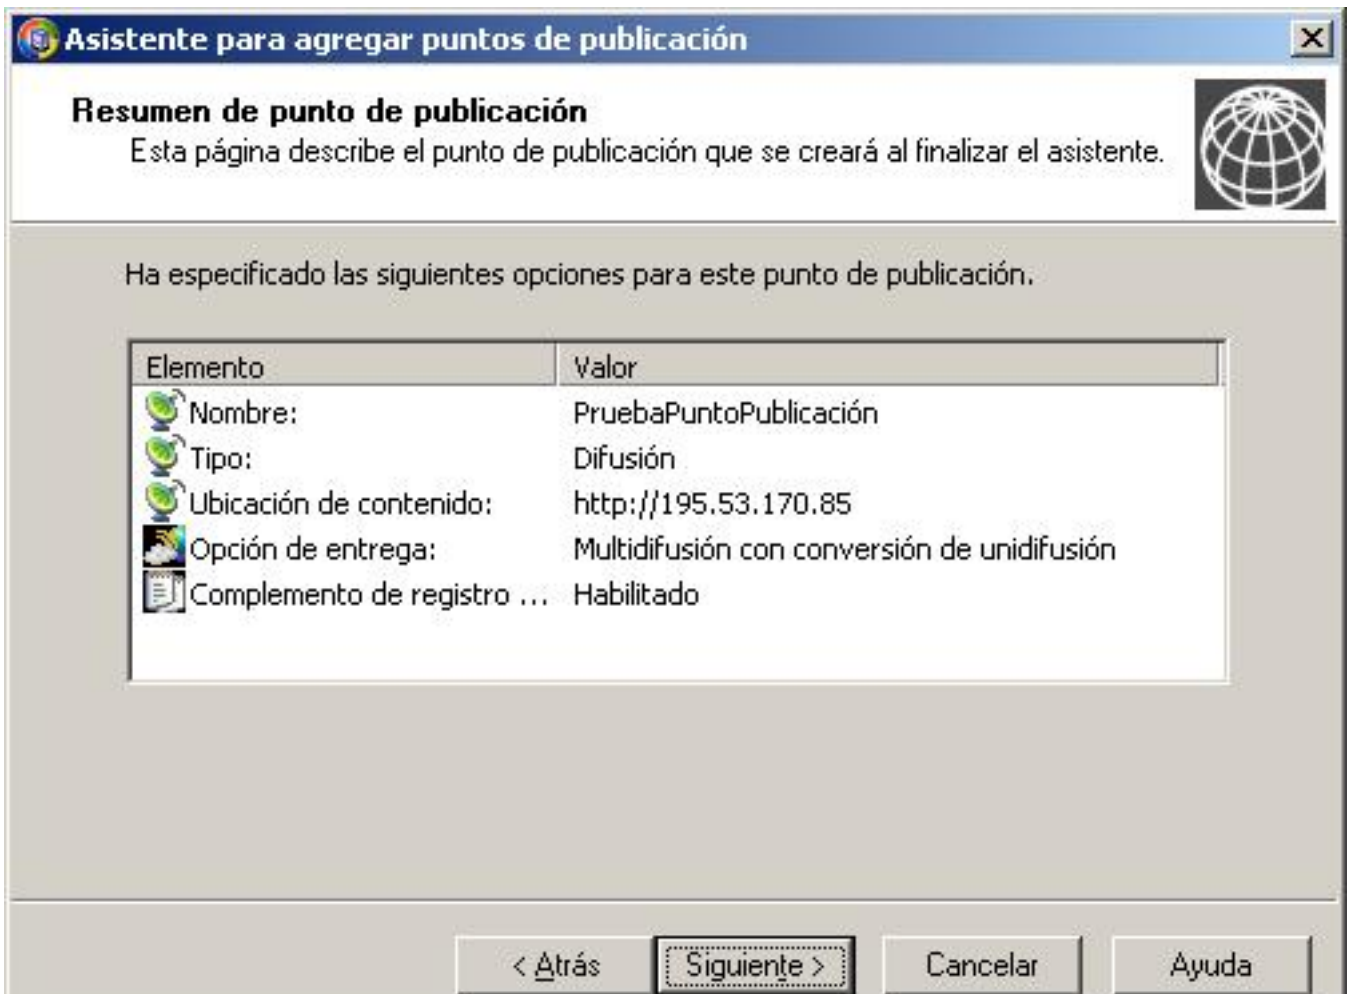 Asistente para agregar puntos de publicación
Resumen de punto de publicación
Esta página describe el punto de publicación que se creará al finalizar el asistente.
Ha especificado las siguientes opciones para este punto de publicación.
Elemento Valor
Nombre: PruebaPuntoPublicación
Tipo: Difusión
Ubicación de contenido: http://195.53.170.85
Opción de entrega: Multidifusión con conversión de unidifusión
Complemento de registro ... Habilitado
< Atrás Siguiente > Cancelar Ayuda